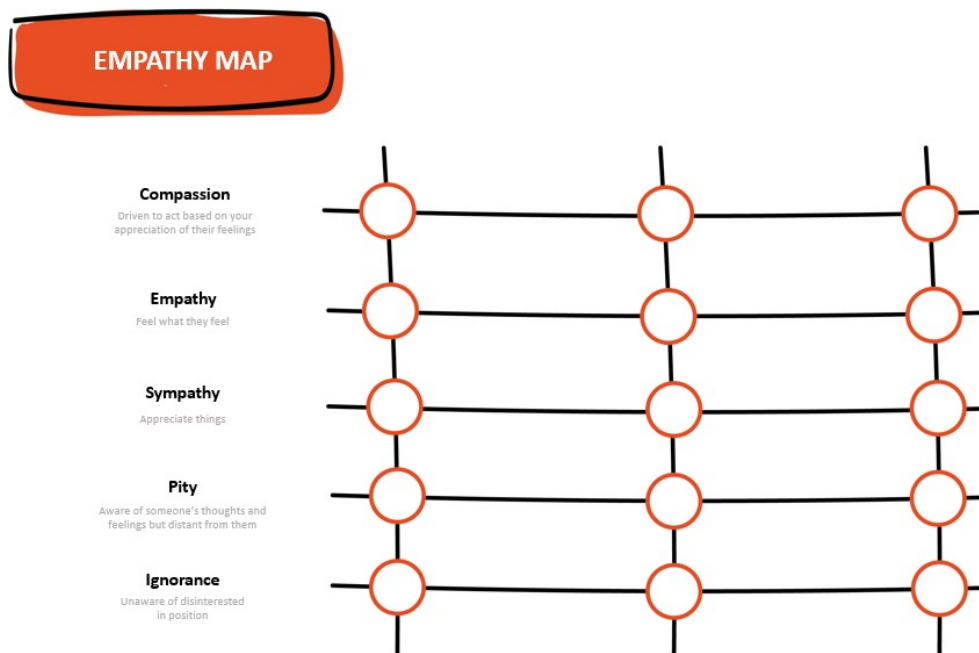 EMPATHY MAP
Compassion
Driven to act based on your
appreciation of their feelings
Empathy
Feel what they feel
Sympathy
Appreciate things
Pity
Aware of someone's thoughts and
feelings but distant from them
Ignorance
Unaware of disinterested
in position